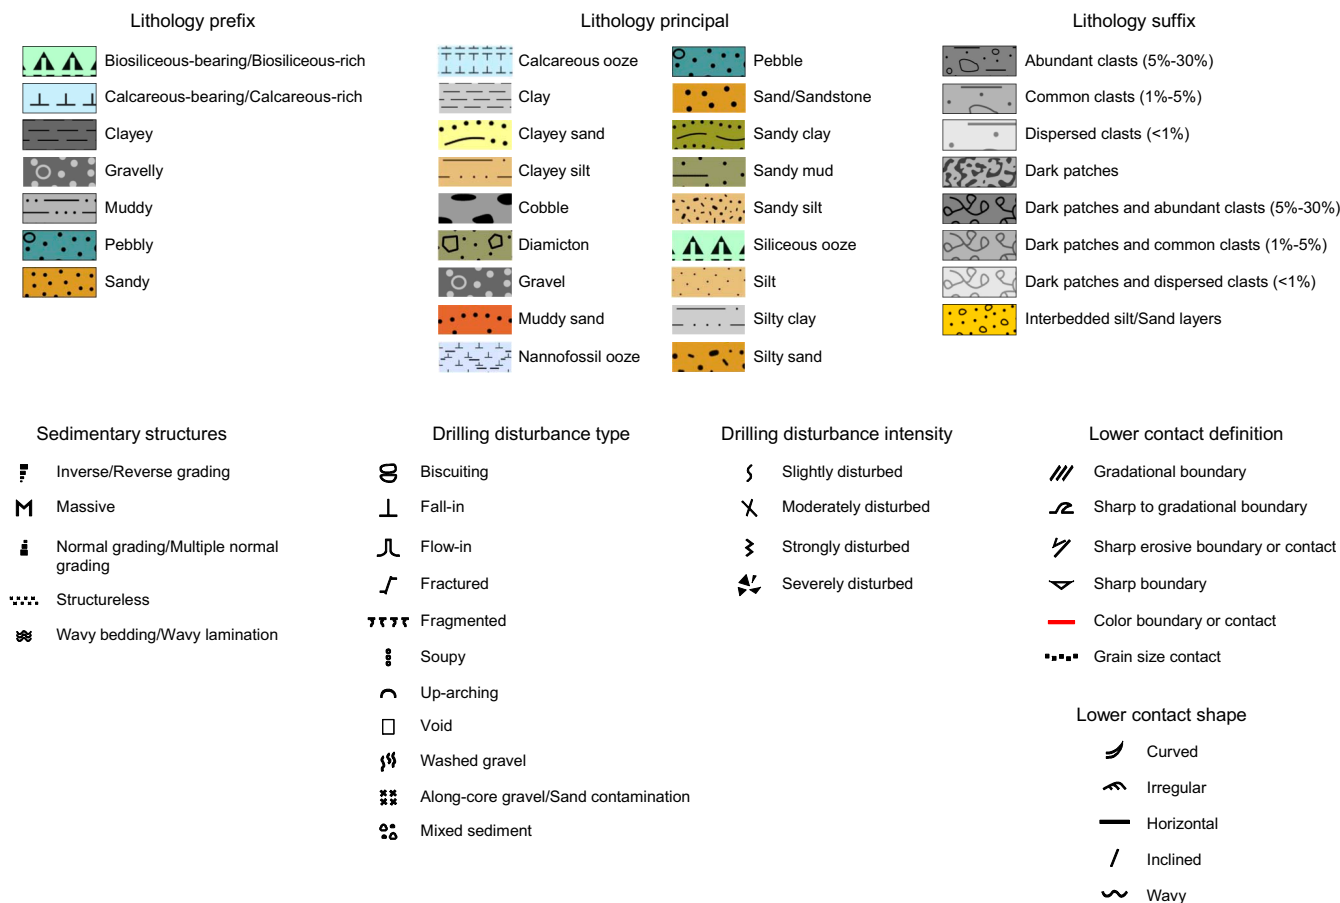 Lithology prefix
Biosiliceous-bearing/Biosiliceous-rich
Calcareous-bearing/Calcareous-rich
Clayey
Gravelly
Muddy
Pebbly
Sandy
Lithology principal
Calcareous ooze
Clay
Clayey sand
Clayey silt
Cobble
Diamicton
Gravel
Muddy sand
Nannofossil ooze
Pebble
Sand/Sandstone
Sandy clay
Sandy mud
Sandy silt
Siliceous ooze
Silt
Silty clay
Silty sand
Lithology suffix
Abundant clasts (5%-30%)
Common clasts (1%-5%)
Dispersed clasts (<1%)
Dark patches
Dark patches and abundant clasts (5%-30%)
Dark patches and common clasts (1%-5%)
Dark patches and dispersed clasts (<1%)
Interbedded silt/Sand layers
Sedimentary structures
Inverse/Reverse grading
Massive
Normal grading/Multiple normal
grading
Structureless
Wavy bedding/Wavy lamination
Drilling disturbance type
Biscuiting
Fall-in
Flow-in
Fractured
Fragmented
Soupy
Up-arching
Void
Washed gravel
Along-core gravel/Sand contamination
Mixed sediment
Drilling disturbance intensity
Slightly disturbed
Moderately disturbed
Strongly disturbed
Severely disturbed
Lower contact definition
Gradational boundary
Sharp to gradational boundary
Sharp erosive boundary or contact
Sharp boundary
Color boundary or contact
Grain size contact
Lower contact shape
Curved
Irregular
Horizontal
Inclined
Wavy